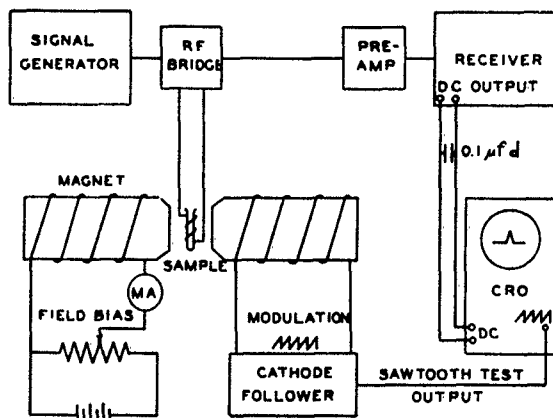 SIGNAL
GENERATOR
RF
BRIDGE
PRE-
AMP
RECEIVER
DC OUTPUT
0.1 µfd
MAGNET
SAMPLE
MA
FIELD BIAS
MODULATION
CATHODE
FOLLOWER
CRO
DC
SAWTOOTH TEST
OUTPUT